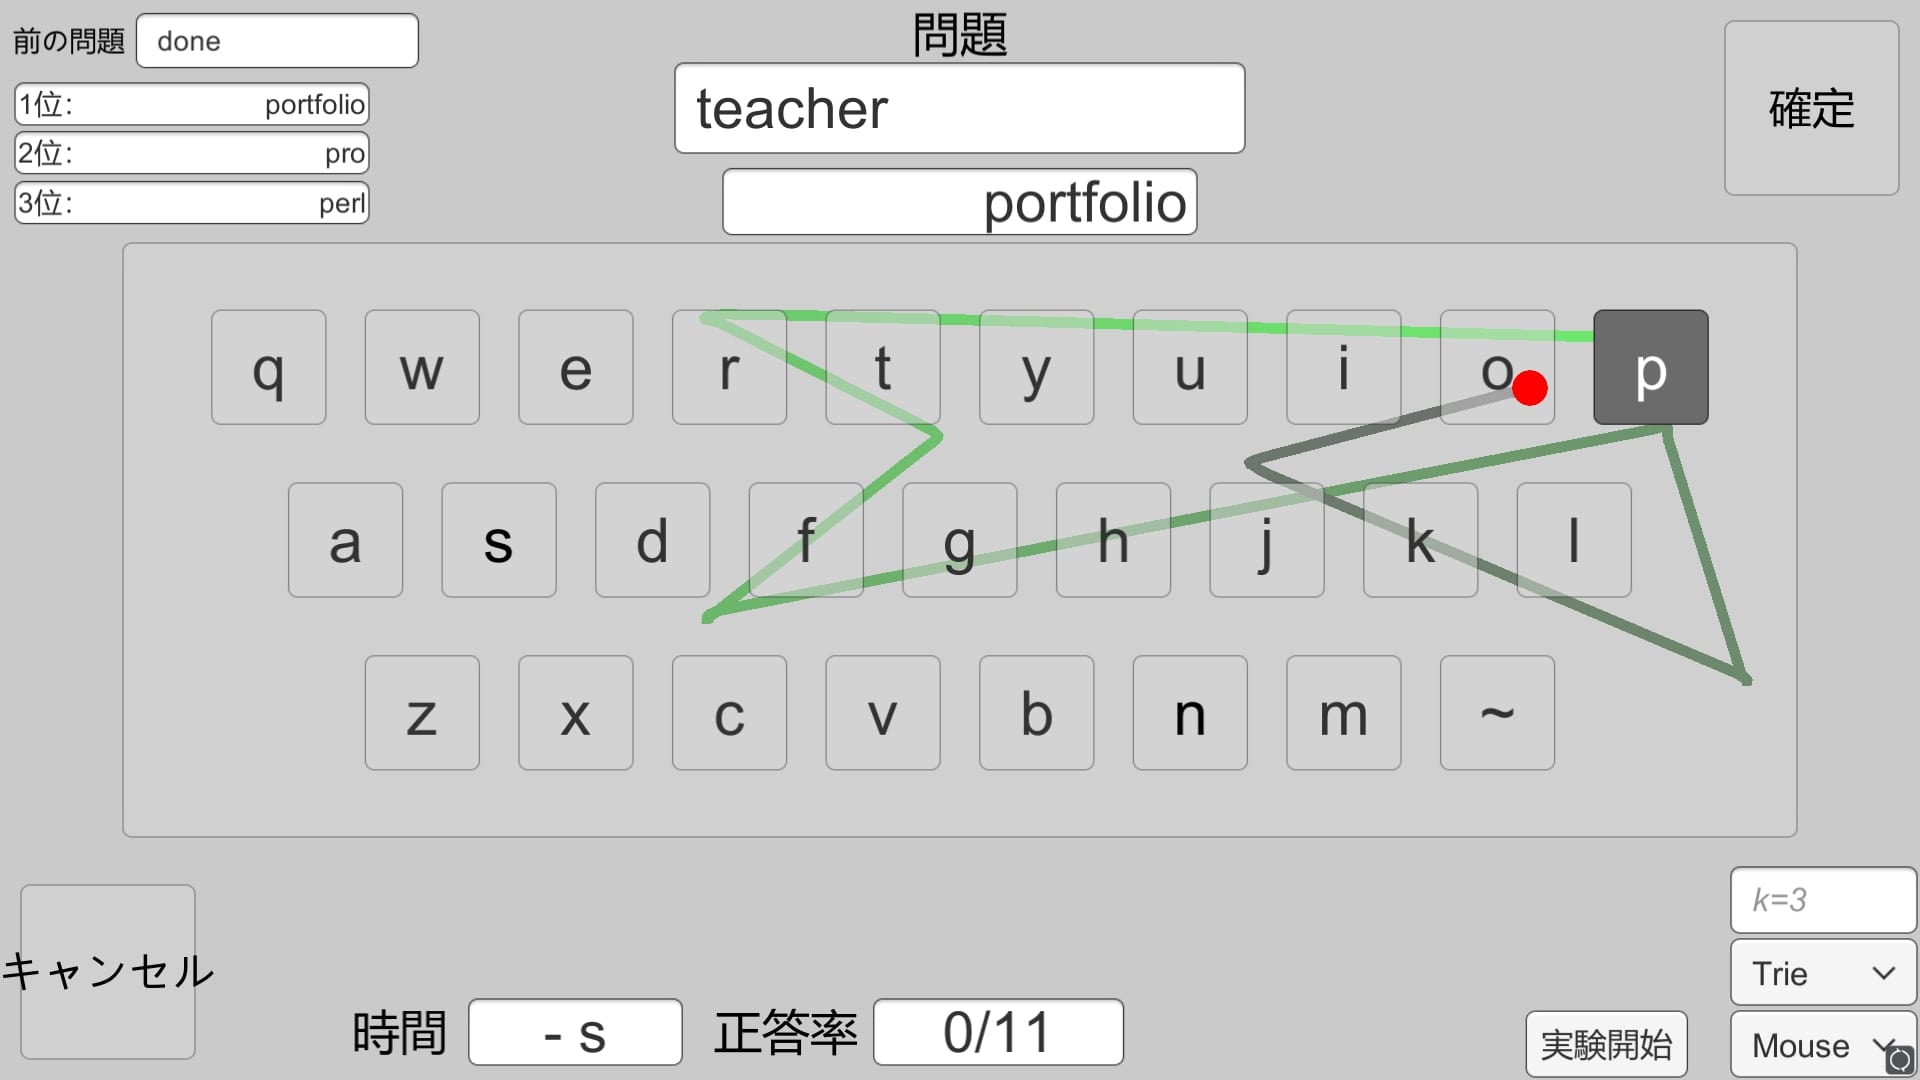 前の問題 done
問題
1位: portfolio
2位: pro
3位: perl
teacher
portfolio
確定
q w e r t y u i o p
a s d f g h j k l
z x c v b n m ~
キャンセル
時間 - s 正答率 0/11
実験開始
k=3
Trie
Mouse